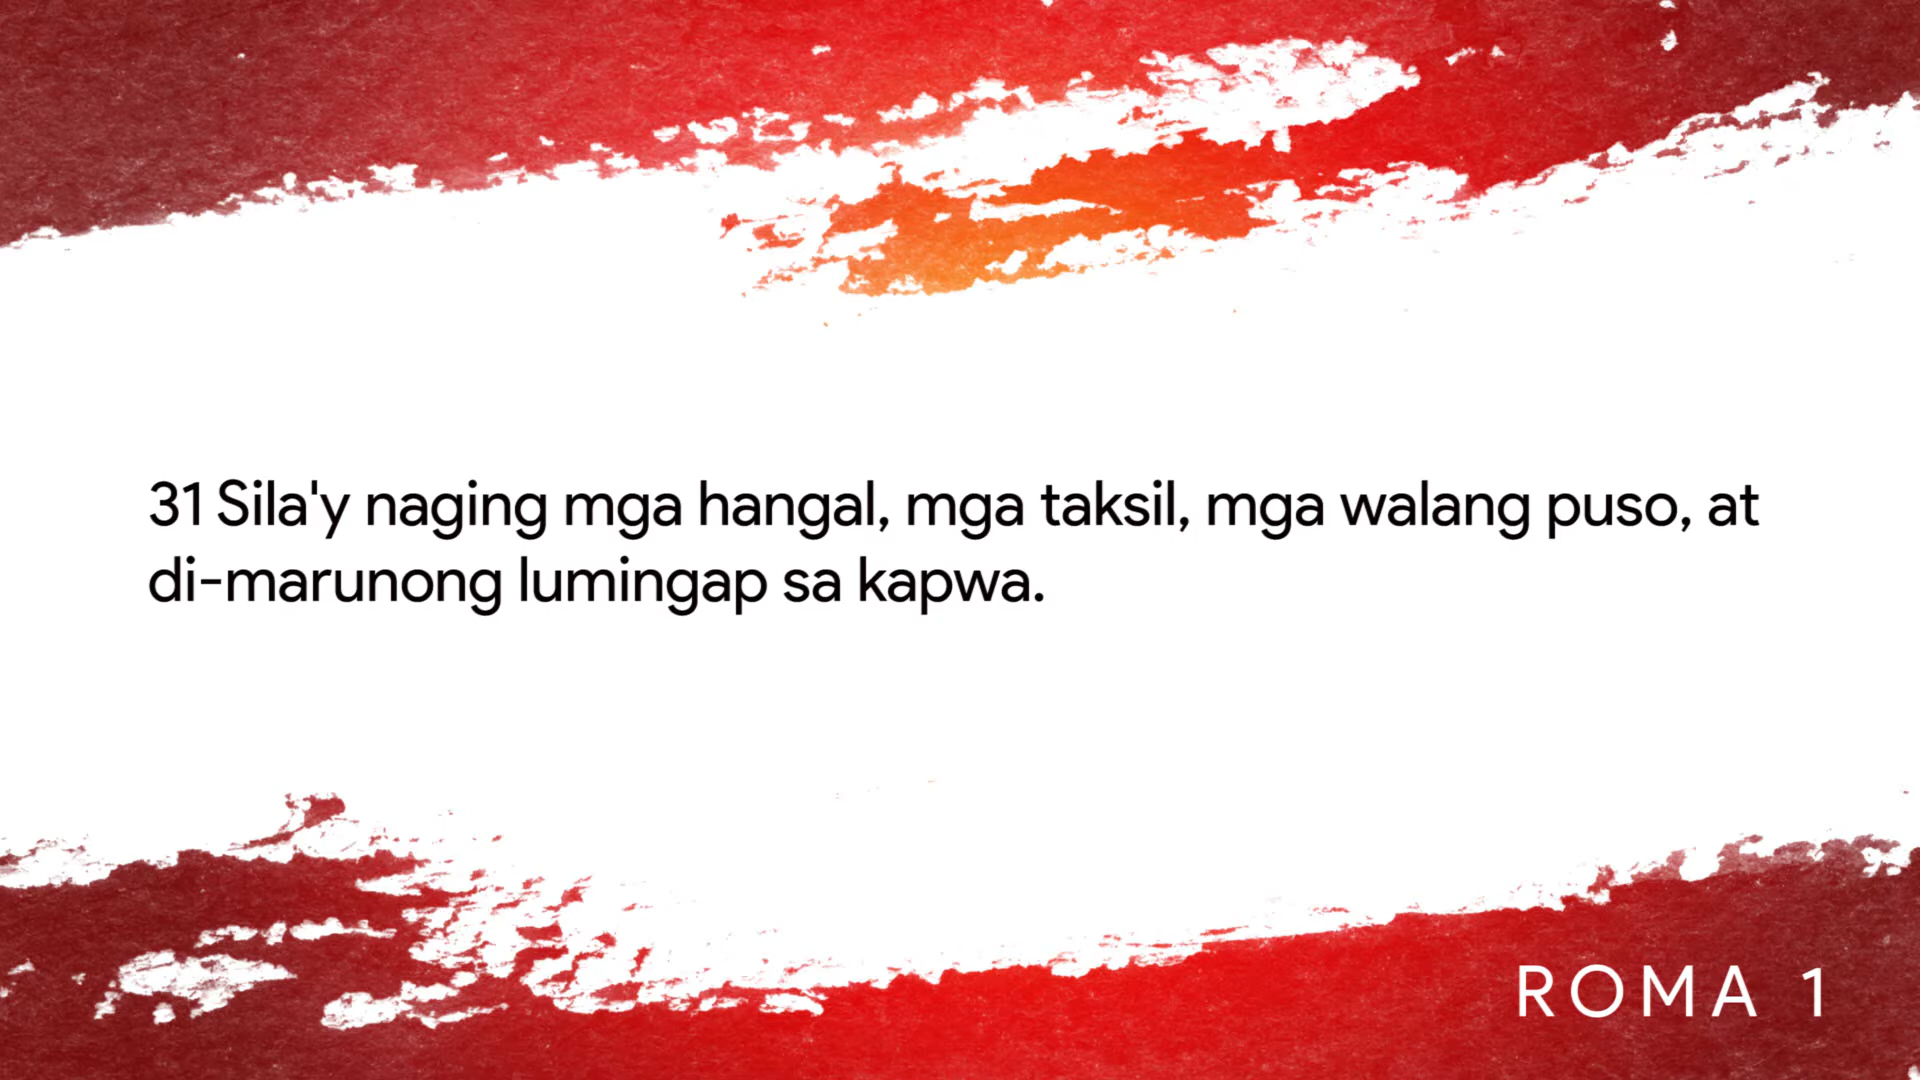 31 Sila'y naging mga hangal, mga taksil, mga walang puso, at
di-marunong lumingap sa kapwa.
ROMA 1